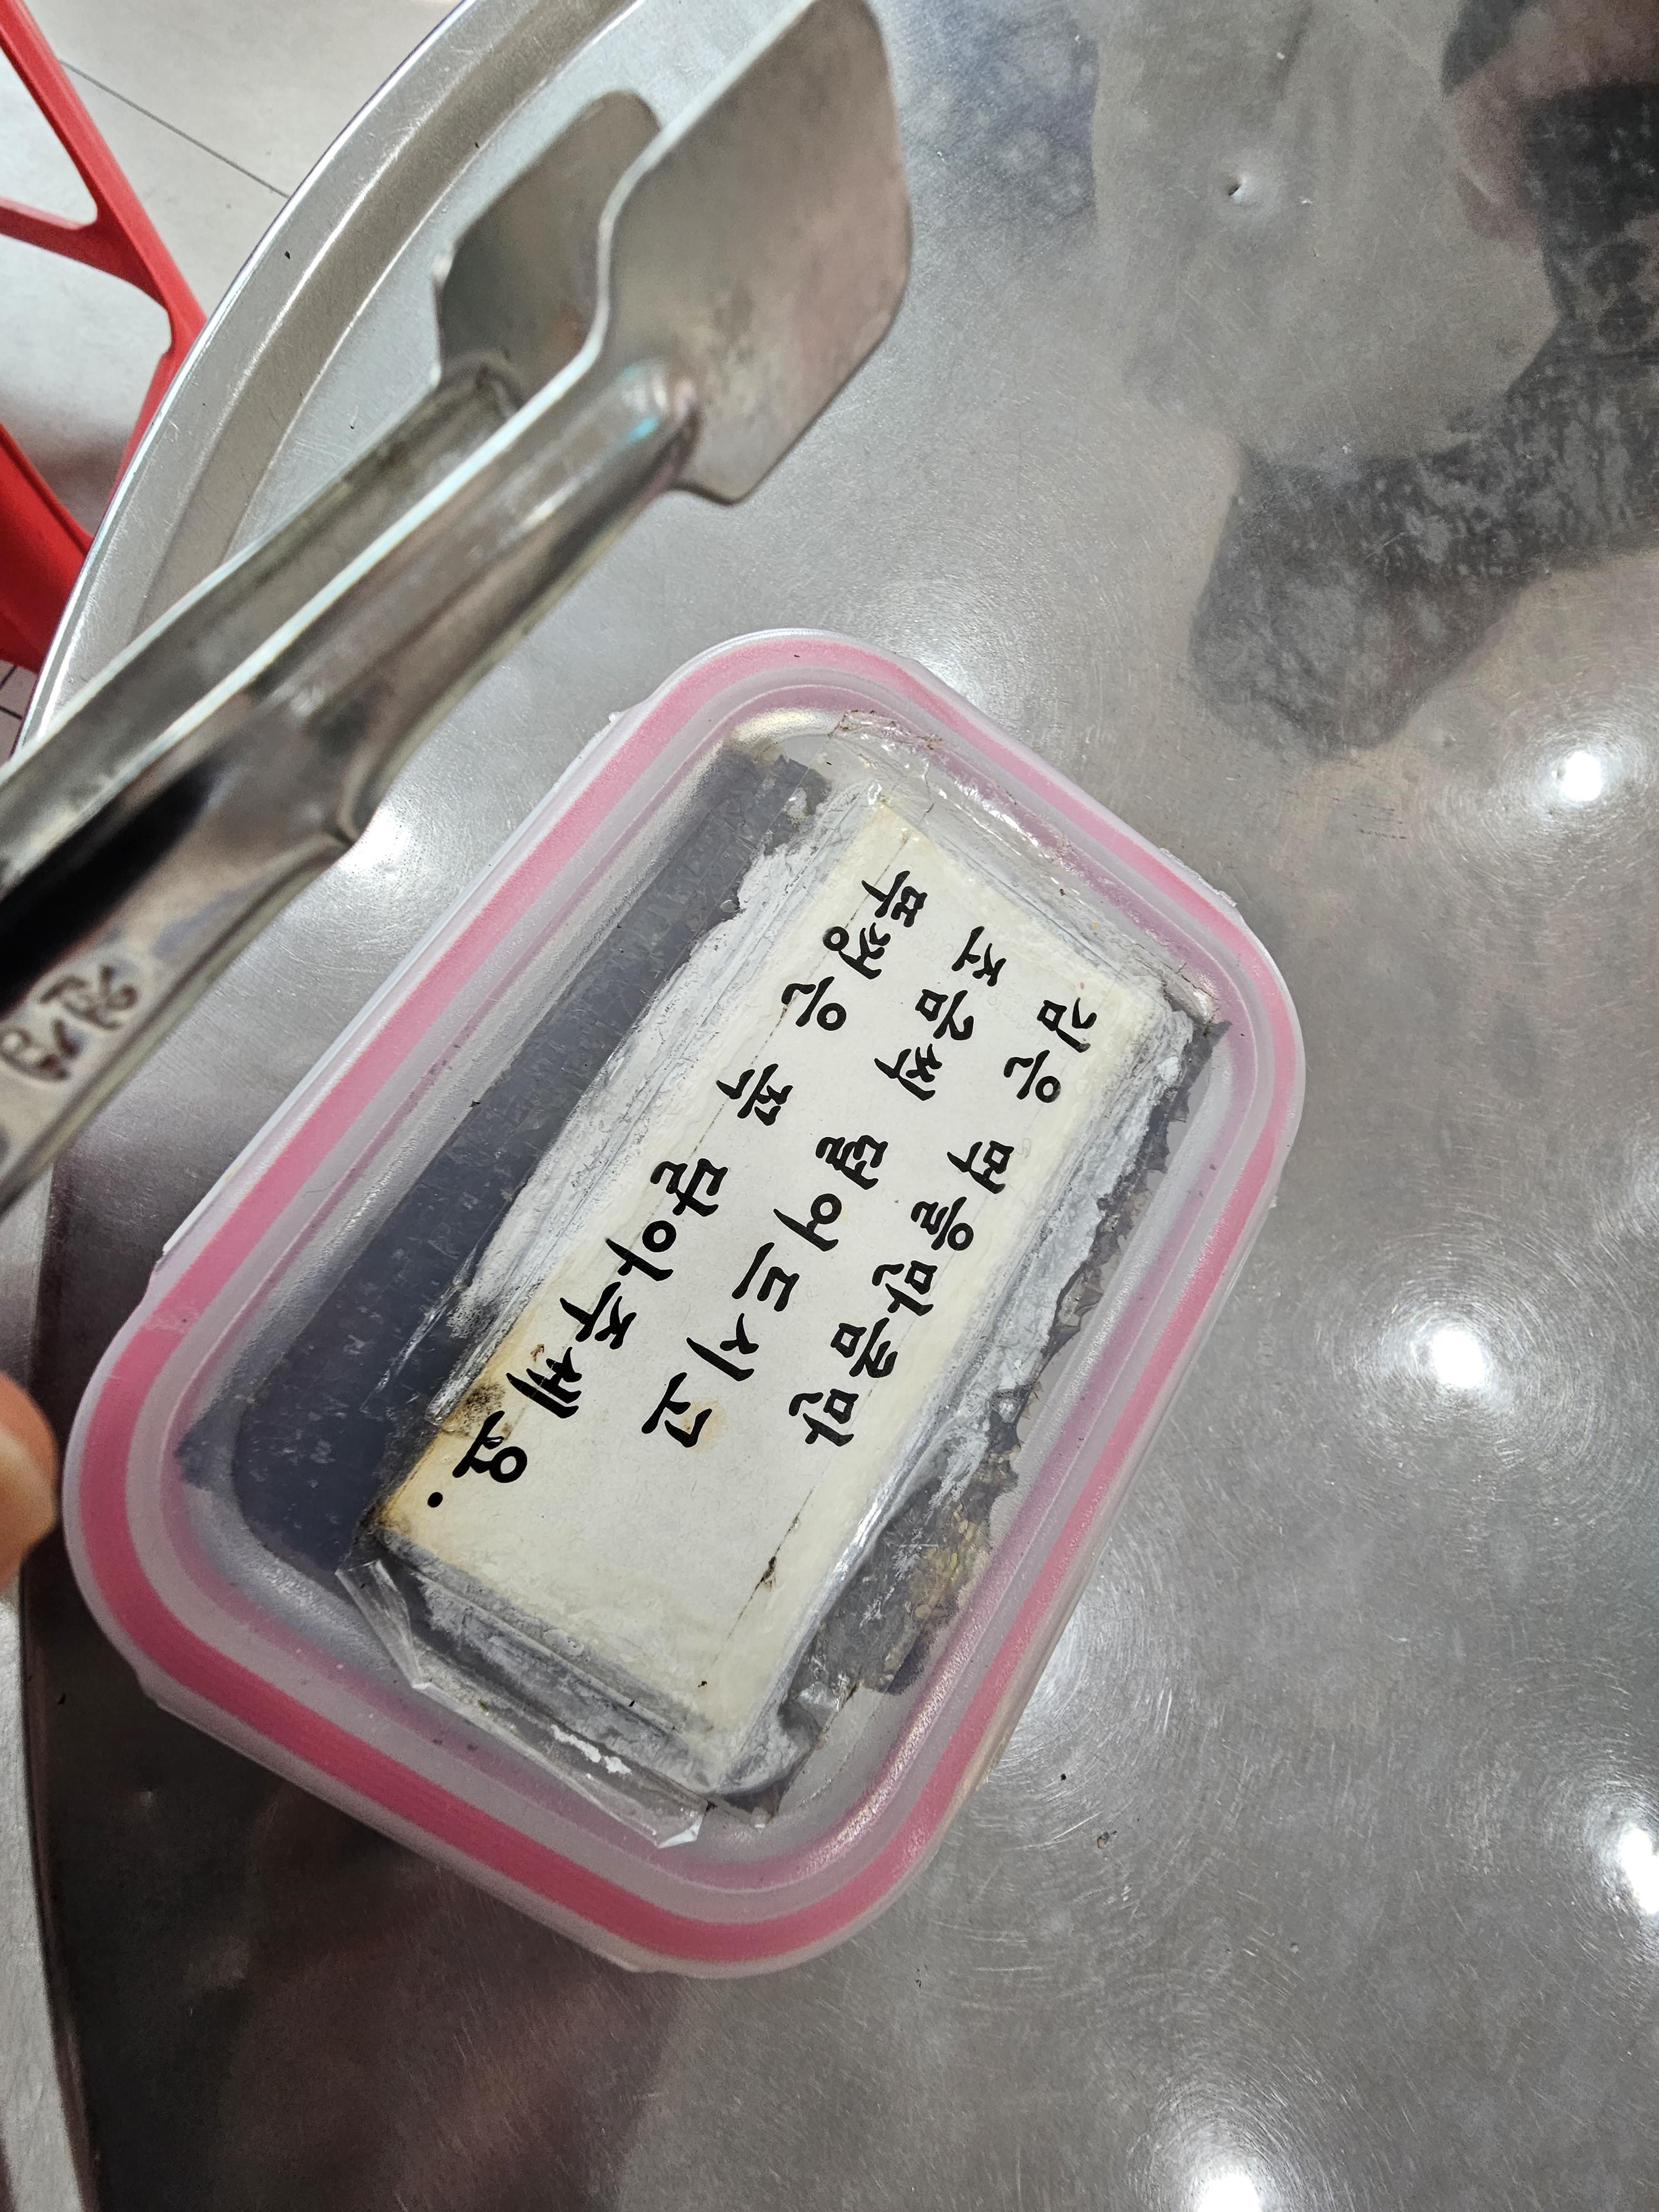 김은 먹을만큼만
조금씩 덜어드시고
뚜껑은 꼭 닫아주세요.